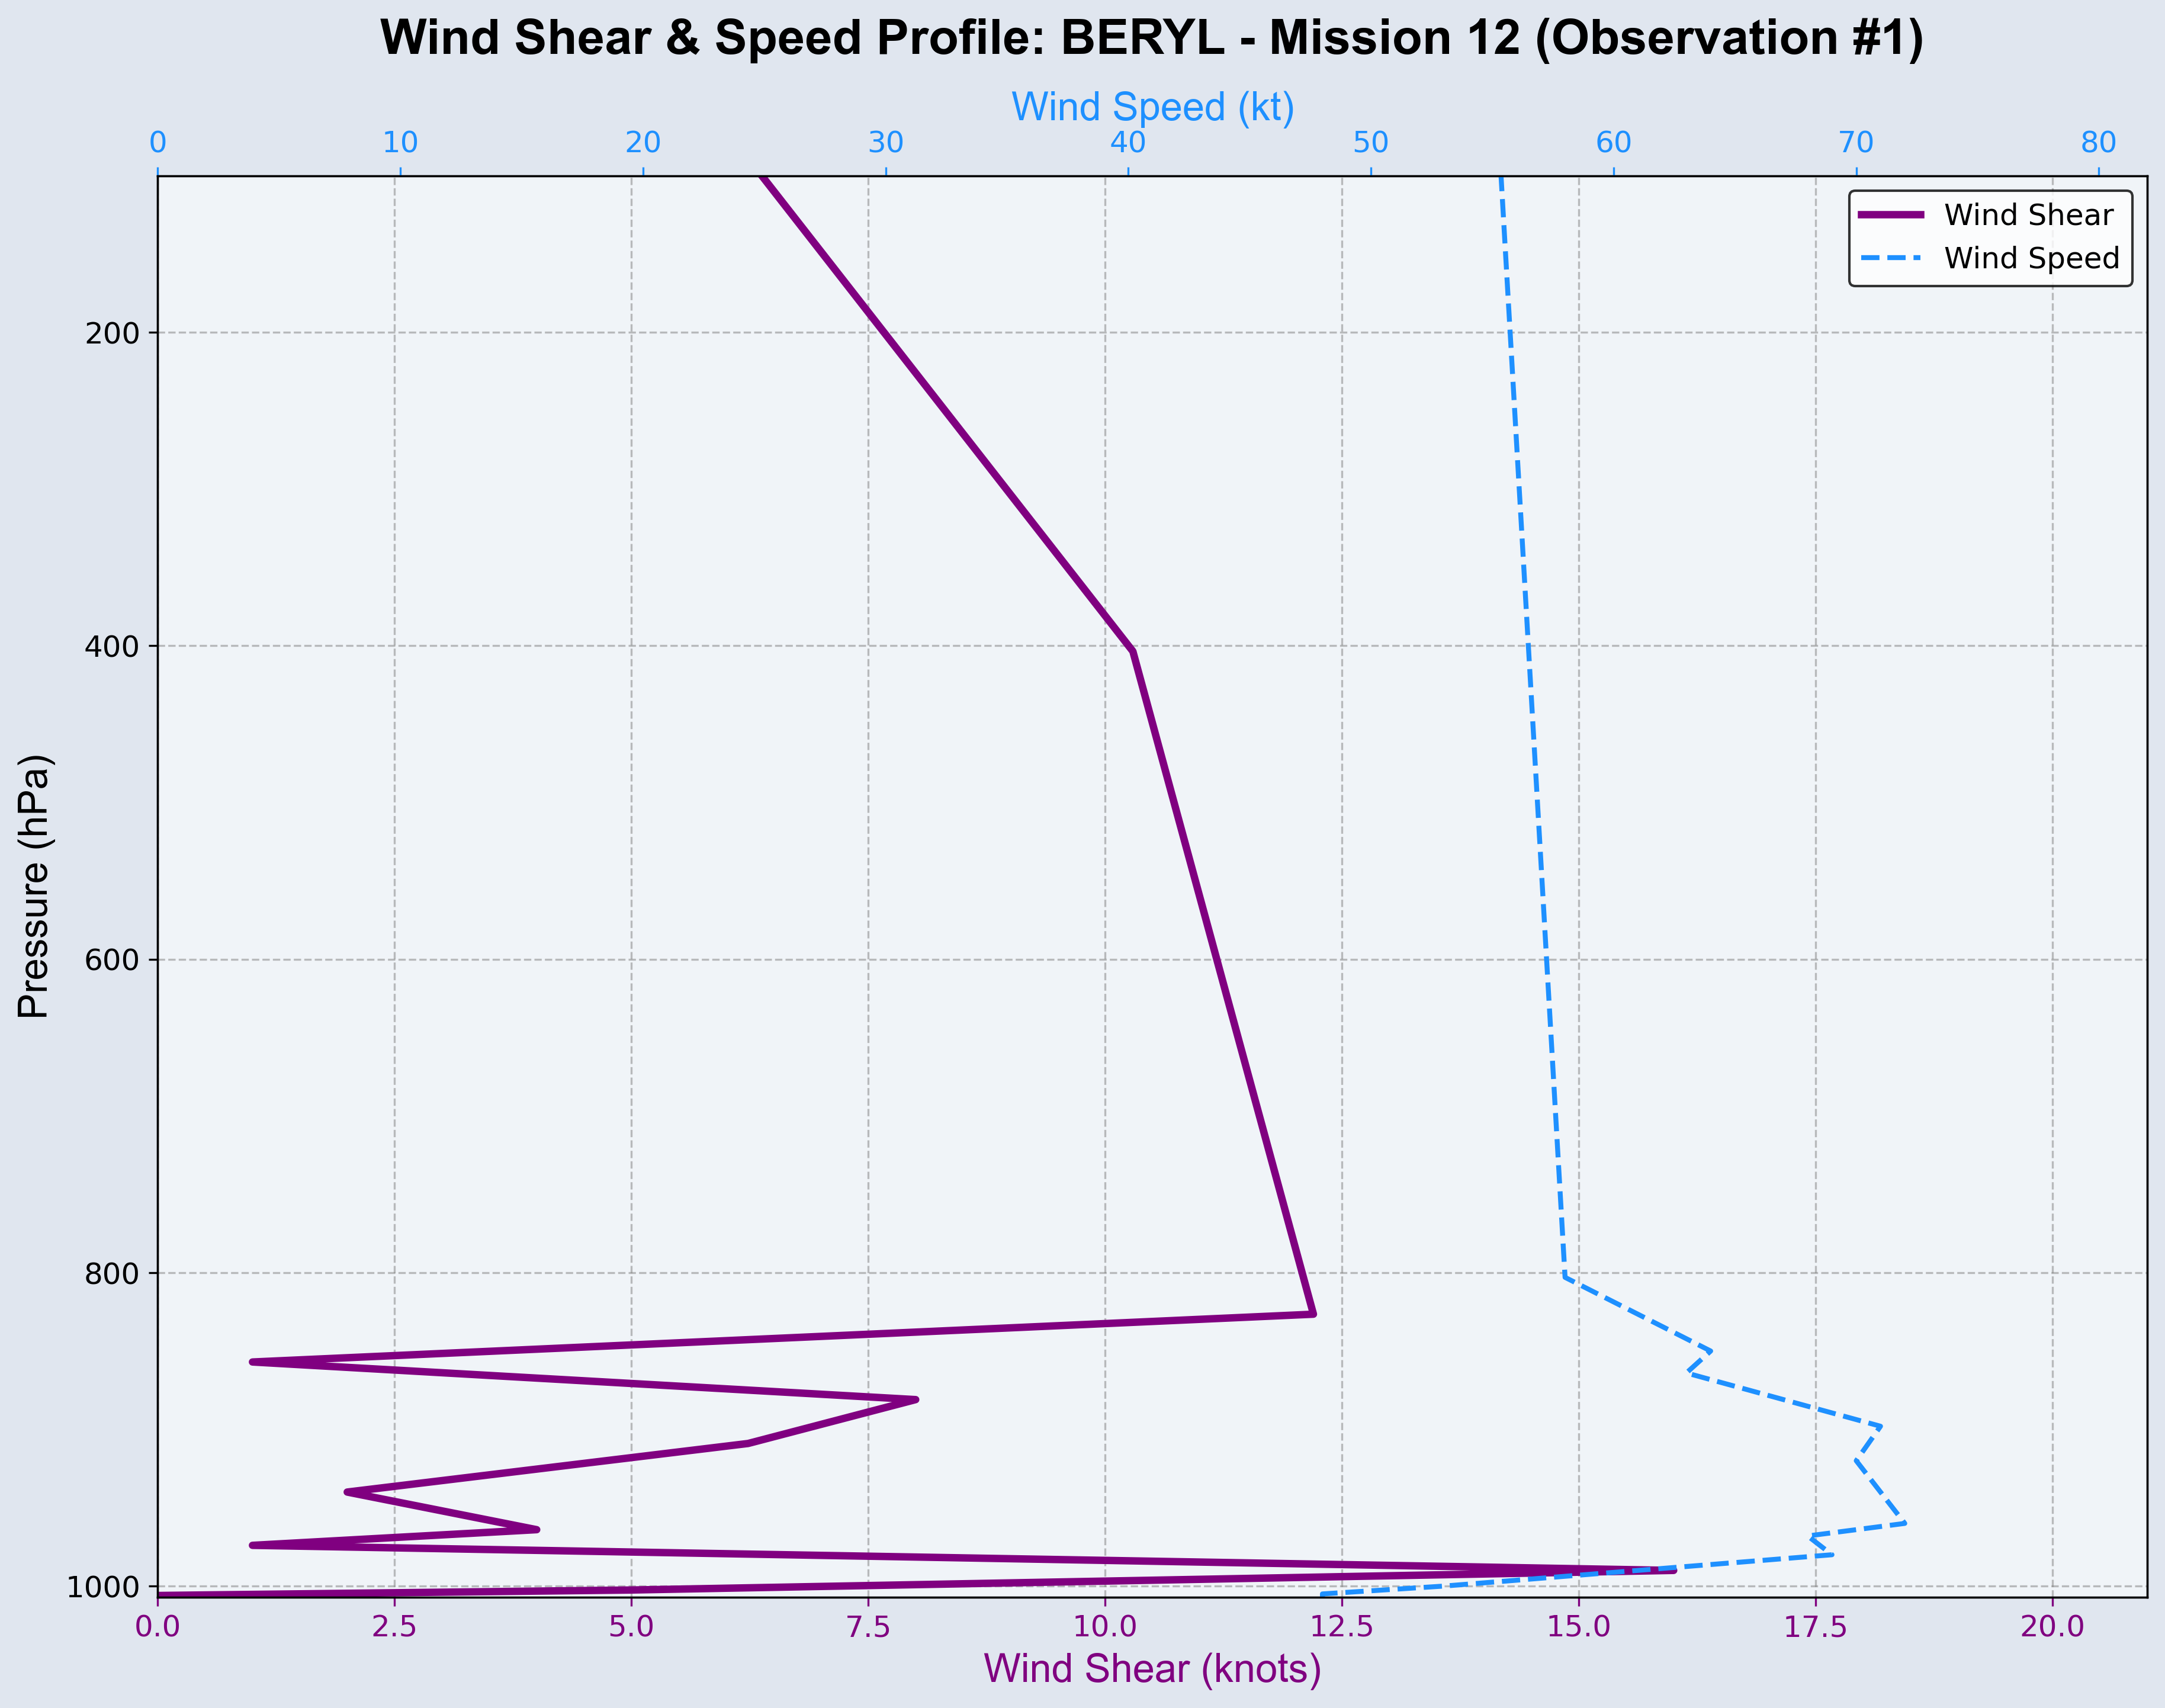 Wind Shear & Speed Profile: BERYL - Mission 12 (Observation #1)
Wind Speed (kt)
0 10 20 30 40 50 60 70 80
Wind Shear
Wind Speed
200
400
600
800
1000
Pressure (hPa)
0.0 2.5 5.0 7.5 10.0 12.5 15.0 17.5 20.0
Wind Shear (knots)